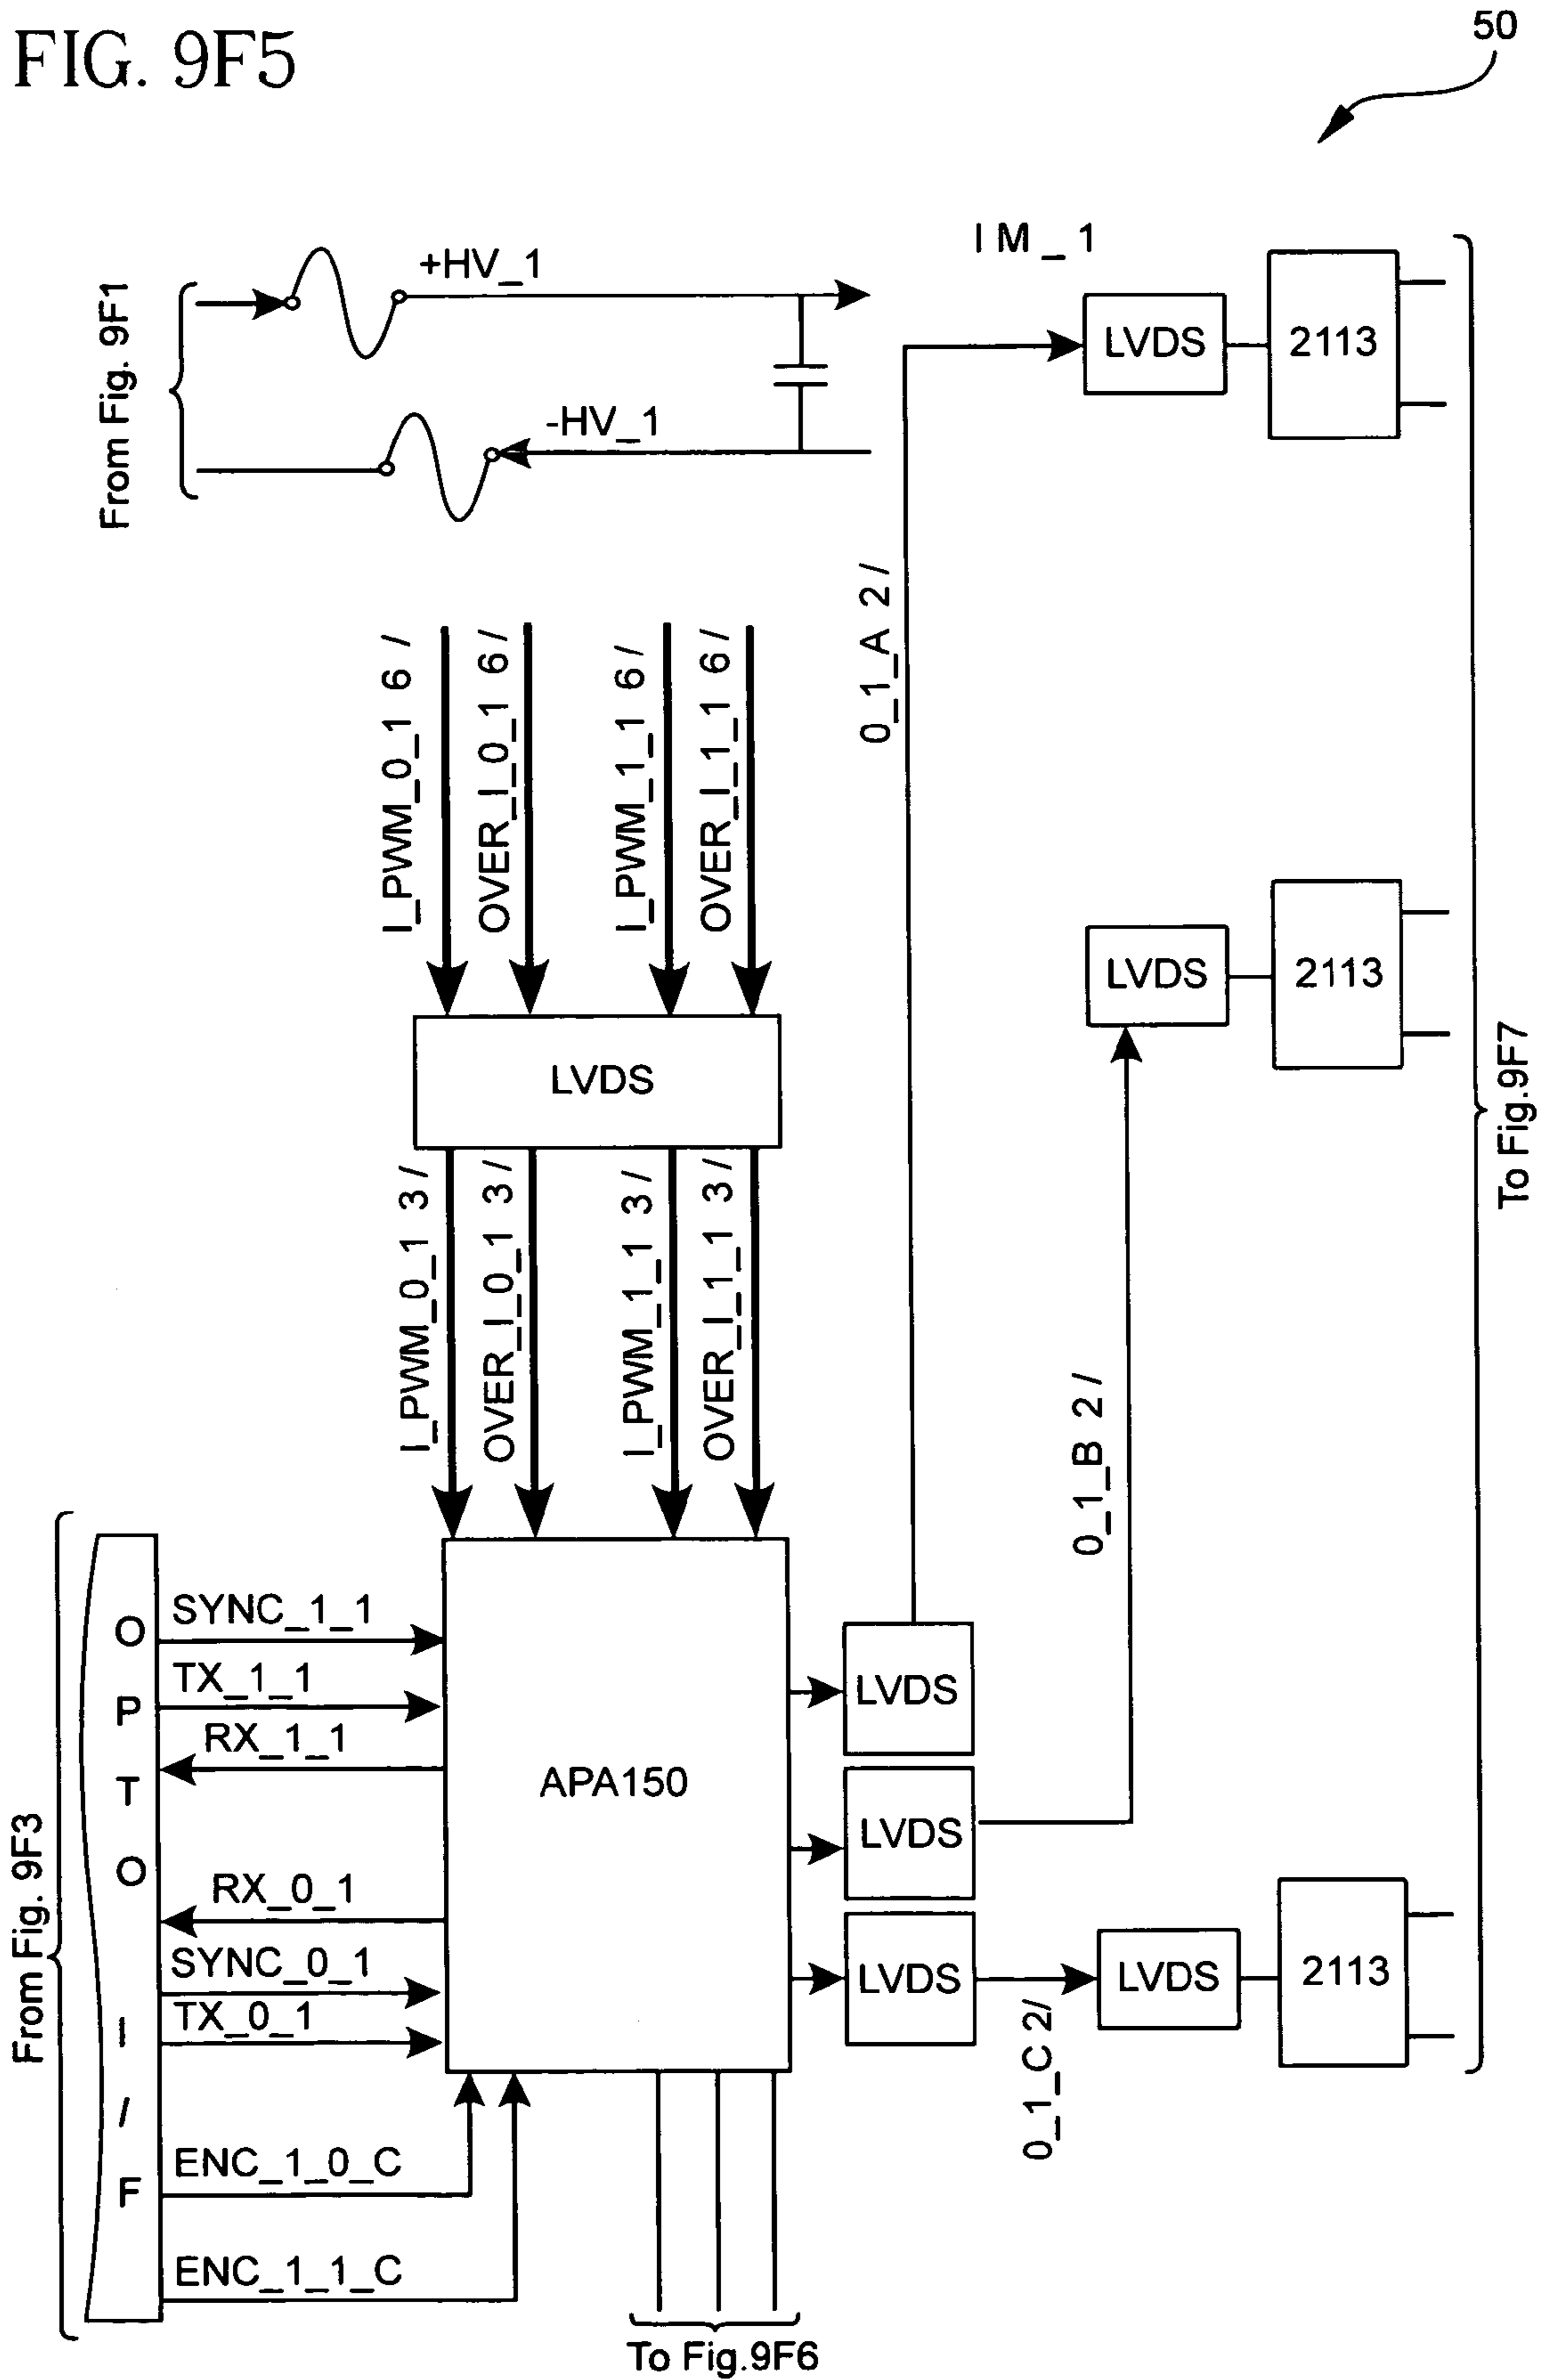 FIG. 9F5
50
From Fig. 9F1
+HV_1
-HV_1
I M _ 1
LVDS
2113
0_1_A 2/
I_PWM_0_1 6 /
OVER_I_0_1 6/
I_PWM_1_1 6/
OVER_I_1_1 6/
LVDS
2113
LVDS
To Fig.9F7
I_PWM_0_1 3 /
OVER_I_0_1 3/
I_PWM_1_1 3/
OVER_I_1_1 3/
0_1_B 2 /
From Fig. 9F3
OPTO I/F
SYNC_1_1
TX_1_1
RX_1_1
RX_0_1
SYNC_0_1
TX_0_1
ENC_1_0_C
ENC_1_1_C
APA150
LVDS
LVDS
LVDS
0_1_C 2/
LVDS
2113
To Fig.9F6